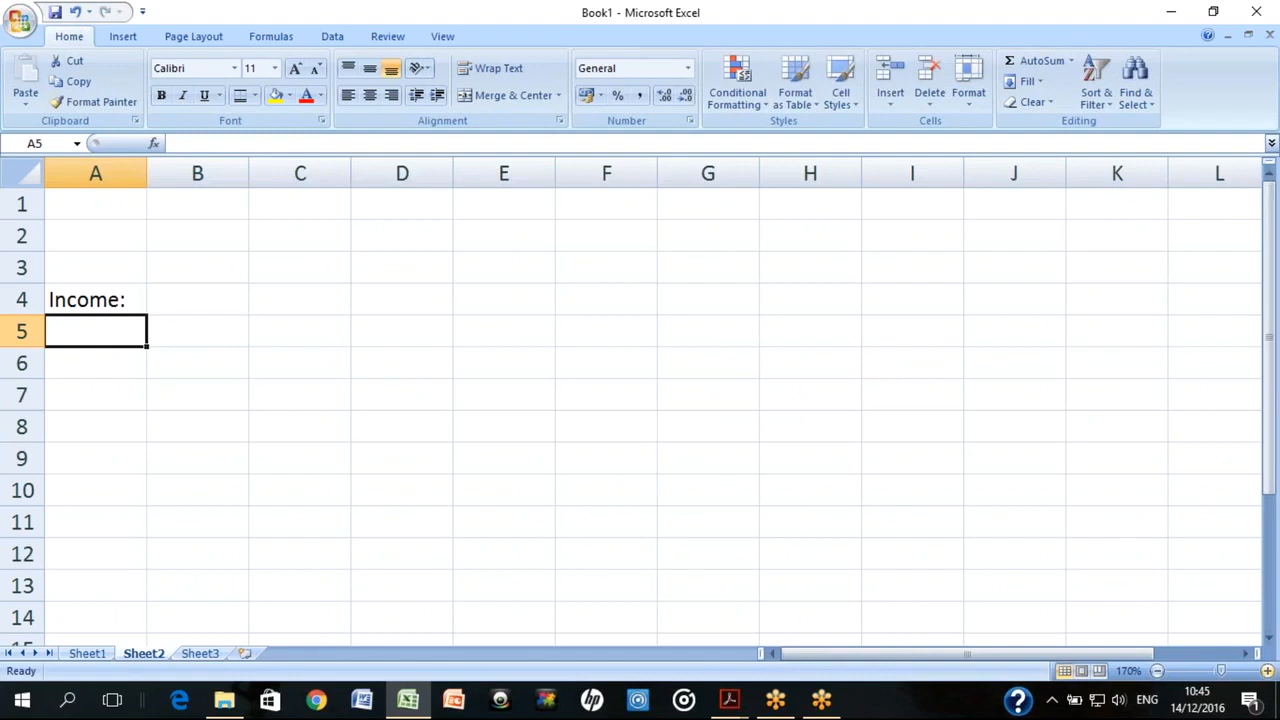 Book1 - Microsoft Excel
Home Insert Page Layout Formulas Data Review View
Paste
Cut
Copy
Format Painter
Clipboard
Calibri 11
B I U
Font
Wrap Text
Merge & Center
Alignment
General
% ,
Number
Conditional Formatting
Format as Table
Cell Styles
Styles
Insert Delete Format
Cells
Σ AutoSum
Fill
Clear
Sort & Filter
Find & Select
Editing
A5 fx
A B C D E F G H I J K L
1
2
3
4 Income:
5
6
7
8
9
10
11
12
13
14
15
Sheet1 Sheet2 Sheet3
Ready 170%
ENG 10:45
14/12/2016